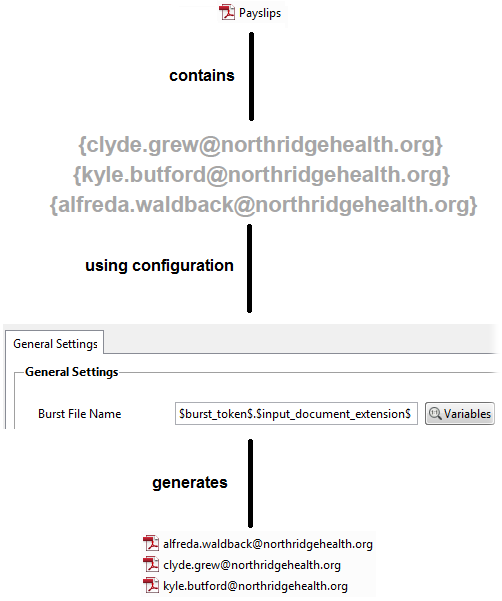 Payslips
contains
{clyde.grew@northridgehealth.org}
{kyle.butford@northridgehealth.org}
{alfreda.waldback@northridgehealth.org}
using configuration
General Settings
General Settings
Burst File Name $burst_token$.$input_document_extension$ Variables
generates
alfreda.waldback@northridgehealth.org
clyde.grew@northridgehealth.org
kyle.butford@northridgehealth.org